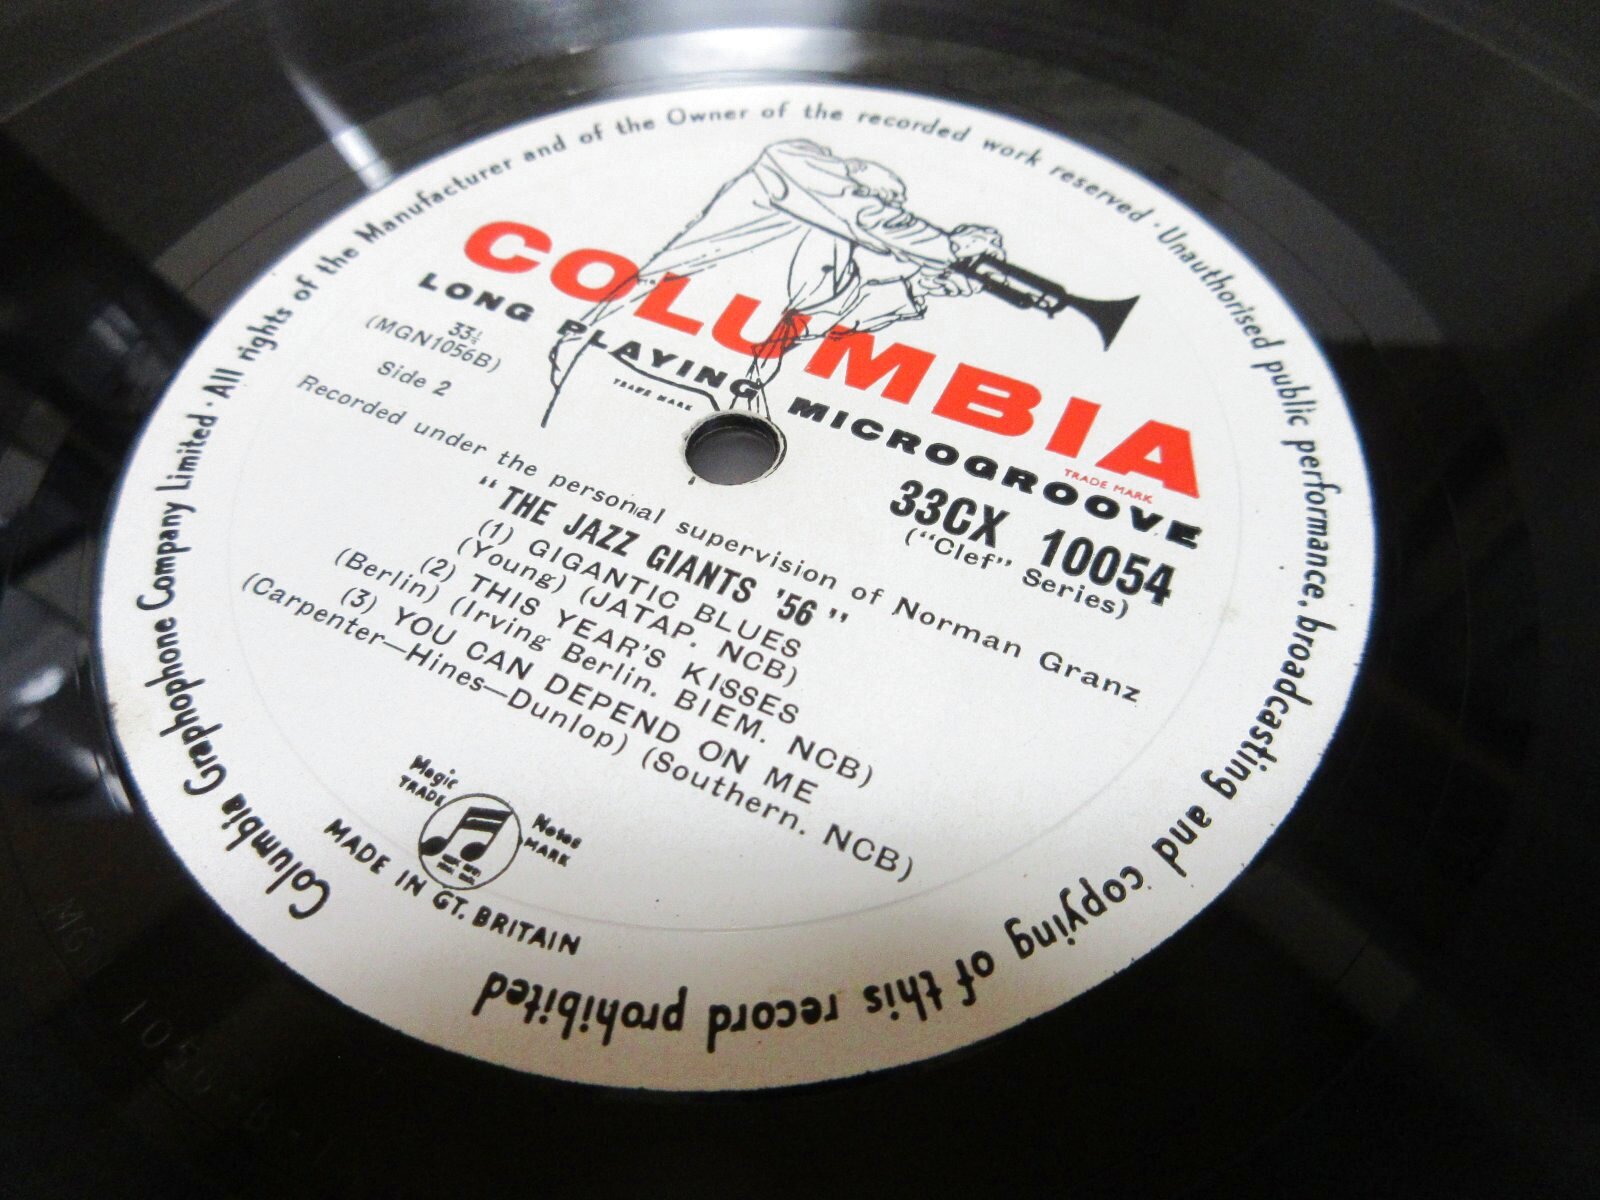 Columbia Graphophone Company Limited · All rights of the Manufacturer and of the Owner of the recorded work reserved · Unauthorised public performance, broadcasting and copying of this record prohibited
COLUMBIA
TRADE MARK
LONG PLAYING MICROGROOVE
TRADE MARK
33⅓
(MGN1056B)
Side 2
33CX 10054
("Clef" Series)
Recorded under the personal supervision of Norman Granz
"THE JAZZ GIANTS '56"
(1) GIGANTIC BLUES
(Young) (JATAP. NCB)
(2) THIS YEAR'S KISSES
(Berlin) (Irving Berlin. BIEM. NCB)
(3) YOU CAN DEPEND ON ME
(Carpenter—Hines—Dunlop) (Southern. NCB)
Magic Notes
TRADE MARK
MADE IN GT. BRITAIN